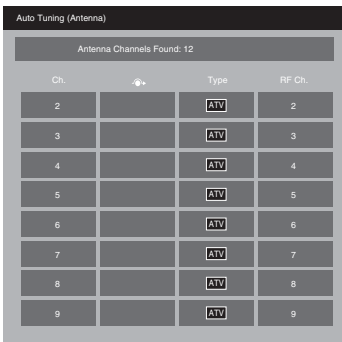 Auto Tuning (Antenna)
Antenna Channels Found: 12
Ch. Type RF Ch.
2 ATV 2
3 ATV 3
4 ATV 4
5 ATV 5
6 ATV 6
7 ATV 7
8 ATV 8
9 ATV 9